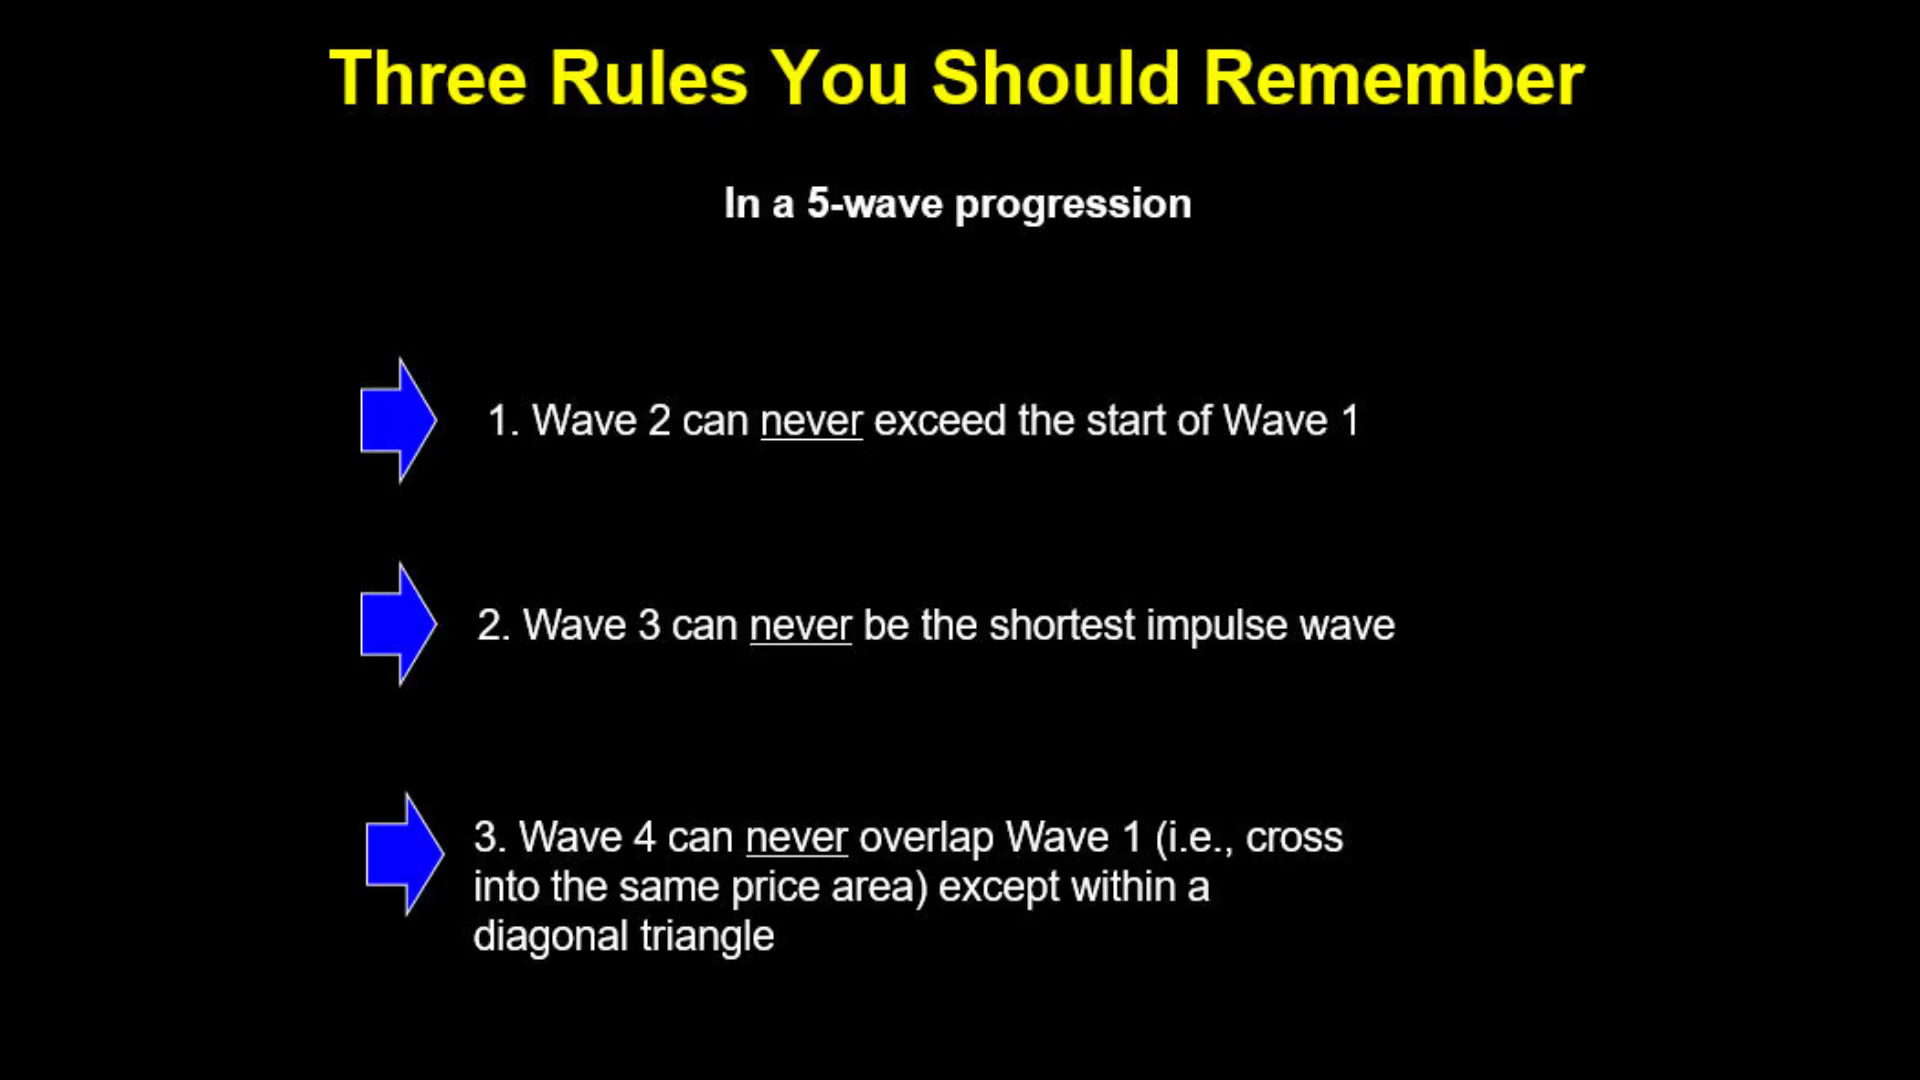 Three Rules You Should Remember
In a 5-wave progression
1. Wave 2 can never exceed the start of Wave 1
2. Wave 3 can never be the shortest impulse wave
3. Wave 4 can never overlap Wave 1 (i.e., cross
into the same price area) except within a
diagonal triangle